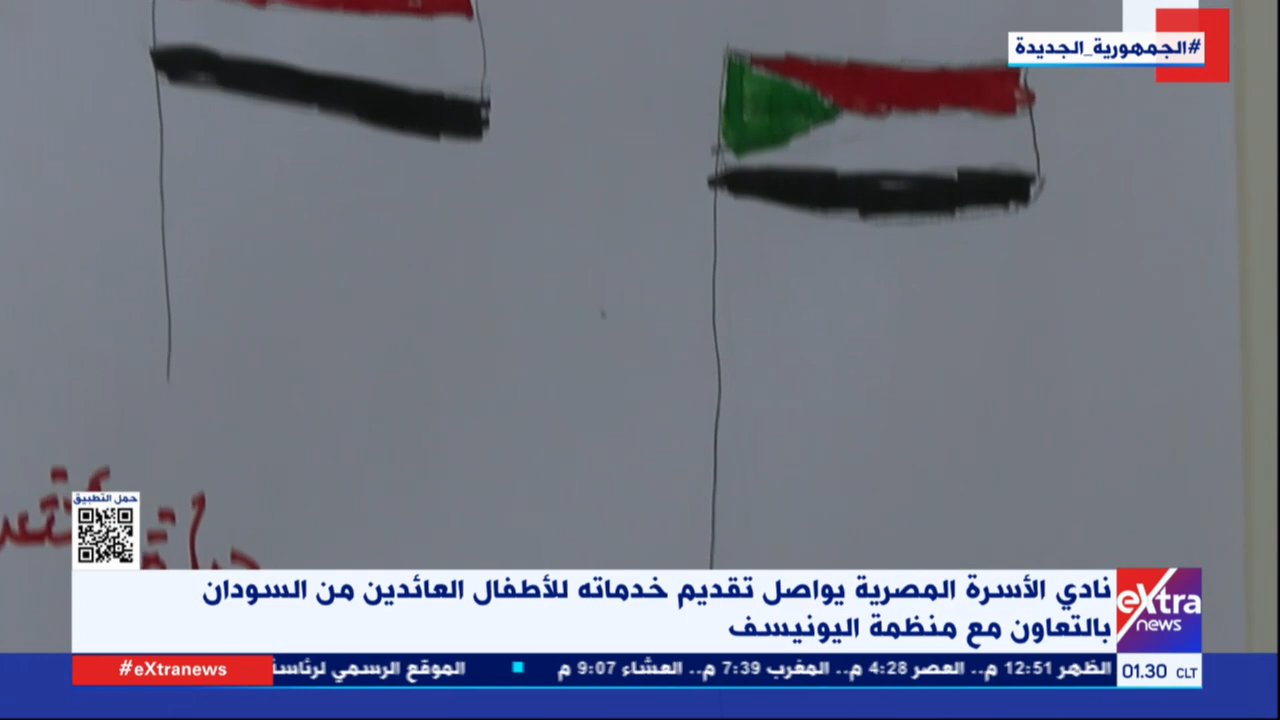 #الجمهورية_الجديدة
حمل التطبيق
نادي الأسرة المصرية يواصل تقديم خدماته للأطفال العائدين من السودان
بالتعاون مع منظمة اليونيسف
eXtra
news
الظهر 12:51 م.. العصر 4:28 م.. المغرب 7:39 م.. العشاء 9:07 م
الموقع الرسمي لرئاسة
#eXtranews
01.30 CLT